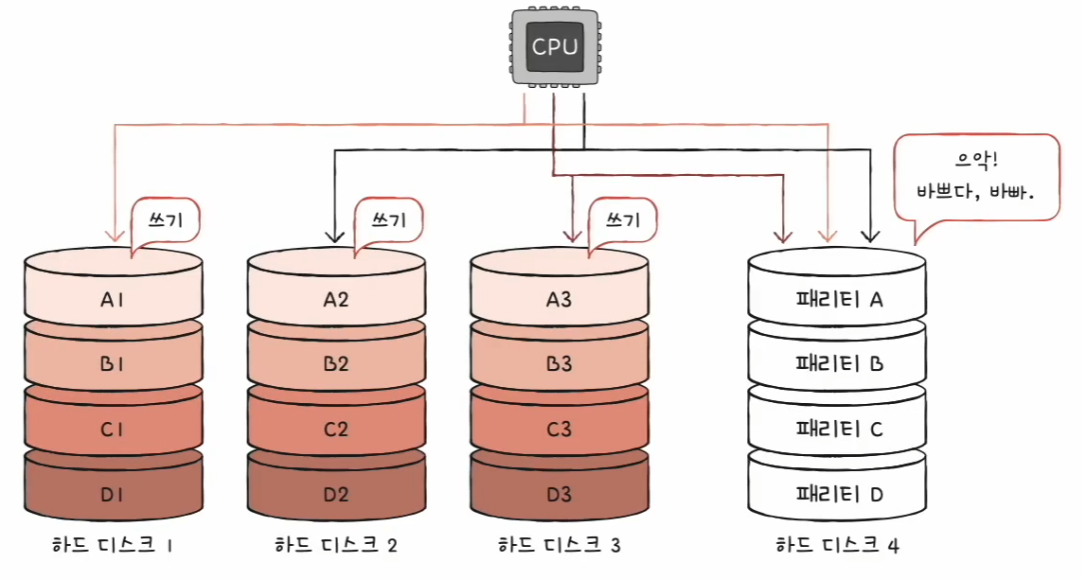 CPU
으악!
바쁘다, 바빠.
쓰기
쓰기
쓰기
A1
A2
A3
패리티 A
B1
B2
B3
패리티 B
C1
C2
C3
패리티 C
D1
D2
D3
패리티 D
하드 디스크 1
하드 디스크 2
하드 디스크 3
하드 디스크 4